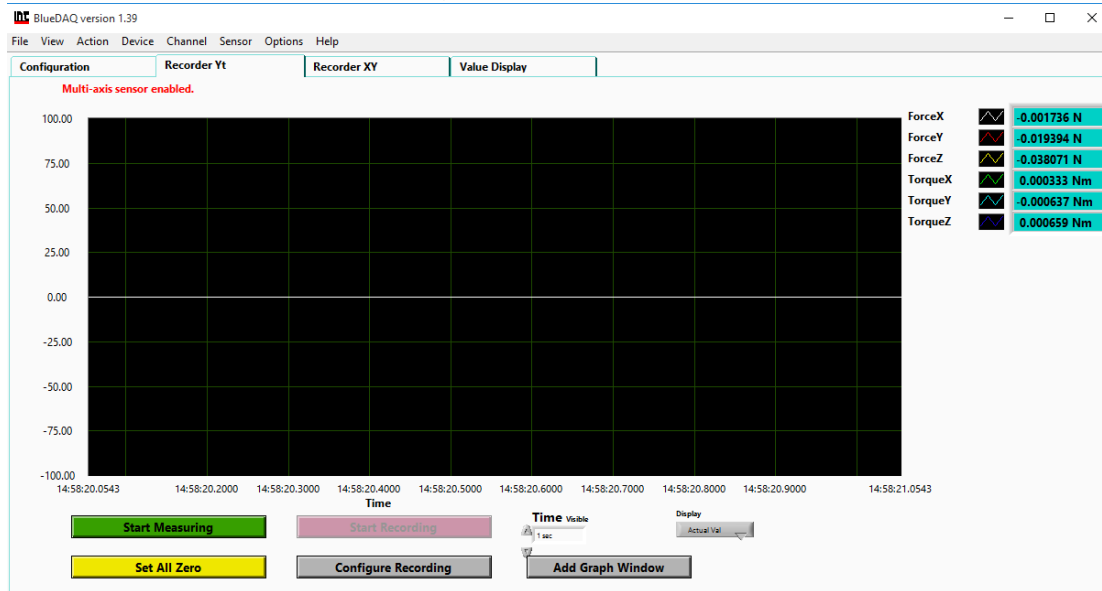 BlueDAQ version 1.39
File View Action Device Channel Sensor Options Help
Configuration Recorder Yt Recorder XY Value Display
Multi-axis sensor enabled.
100.00
75.00
50.00
25.00
0.00
-25.00
-50.00
-75.00
-100.00
14:58:20.0543 14:58:20.2000 14:58:20.3000 14:58:20.4000 14:58:20.5000 14:58:20.6000 14:58:20.7000 14:58:20.8000 14:58:20.9000 14:58:21.0543
Time
ForceX -0.001736 N
ForceY -0.019394 N
ForceZ -0.038071 N
TorqueX 0.000333 Nm
TorqueY -0.000637 Nm
TorqueZ 0.000659 Nm
Start Measuring Start Recording Time Visible 1 sec Display Actual Val
Set All Zero Configure Recording Add Graph Window